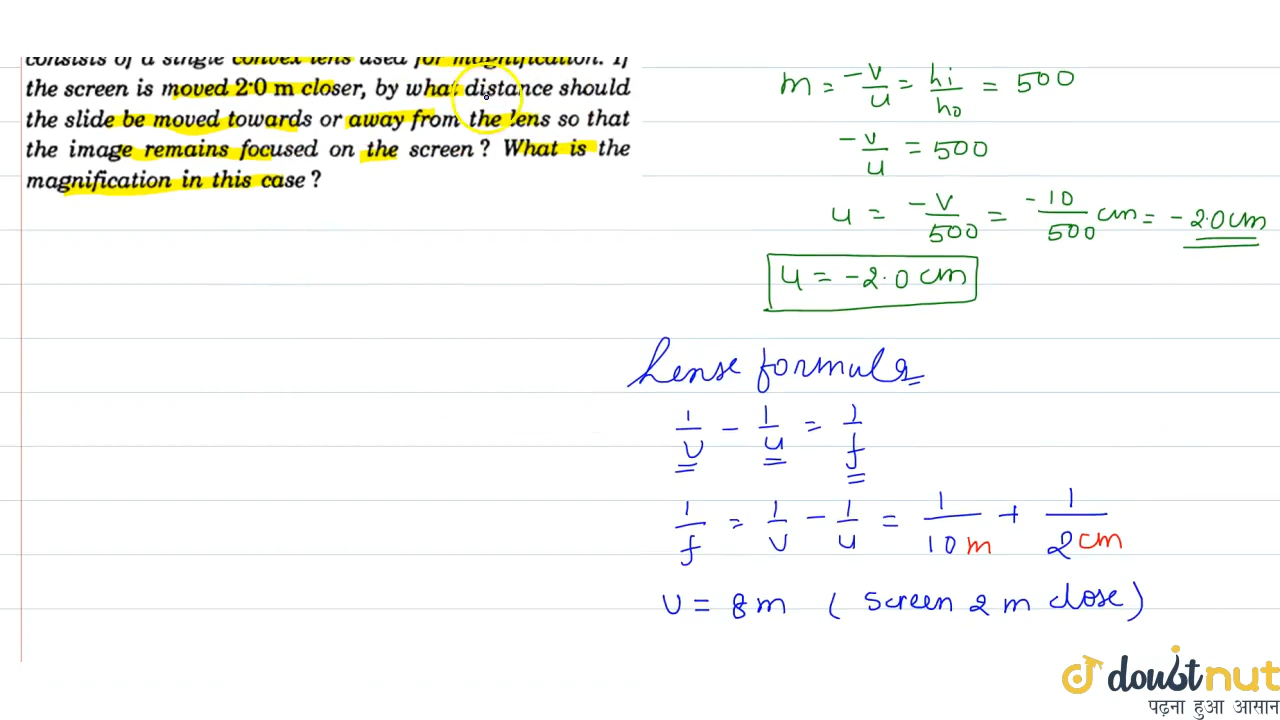 consists of a single convex lens used for magnification. If
the screen is moved 2·0 m closer, by what distance should
the slide be moved towards or away from the lens so that
the image remains focused on the screen ? What is the
magnification in this case ?
m = -v/u = hi/ho = 500
-v/u = 500
u = -v/500 = -10/500 cm = -2.0cm
u = -2.0 cm
Lense formula
1/v - 1/u = 1/f
1/f = 1/v - 1/u = 1/10m + 1/2cm
v = 8m ( screen 2 m close )
doubtnut
पढ़ना हुआ आसान